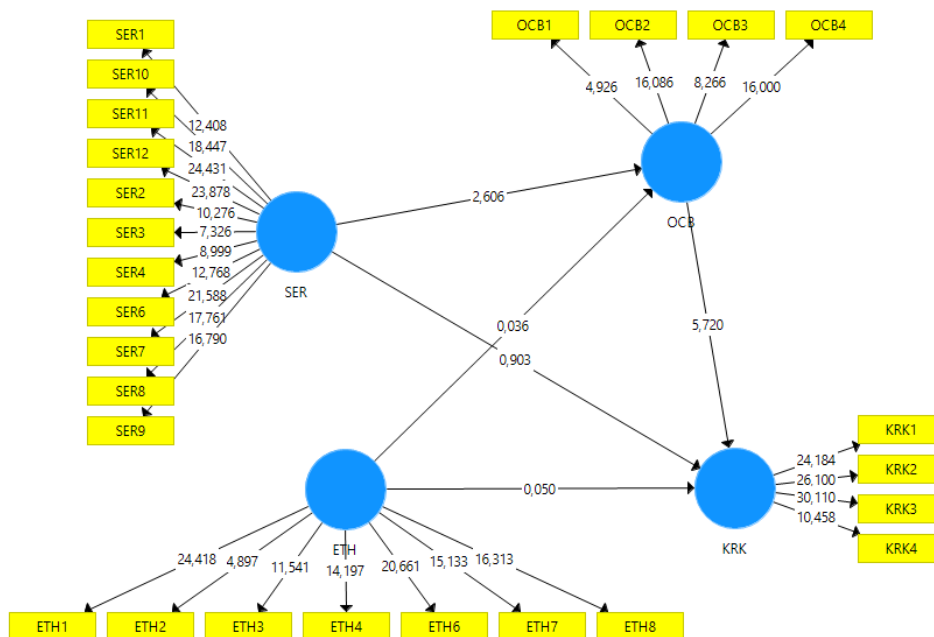 SER1
SER10
SER11
SER12
SER2
SER3
SER4
SER6
SER7
SER8
SER9
12,408
18,447
24,431
23,878
10,276
7,326
8,999
12,768
21,588
17,761
16,790
SER
OCB1
OCB2
OCB3
OCB4
4,926
16,086
8,266
16,000
OCB
2,606
0,036
0,903
5,720
0,050
KRK1
KRK2
KRK3
KRK4
24,184
26,100
30,110
10,458
KRK
ETH
24,418
4,897
11,541
14,197
20,661
15,133
16,313
ETH1
ETH2
ETH3
ETH4
ETH6
ETH7
ETH8